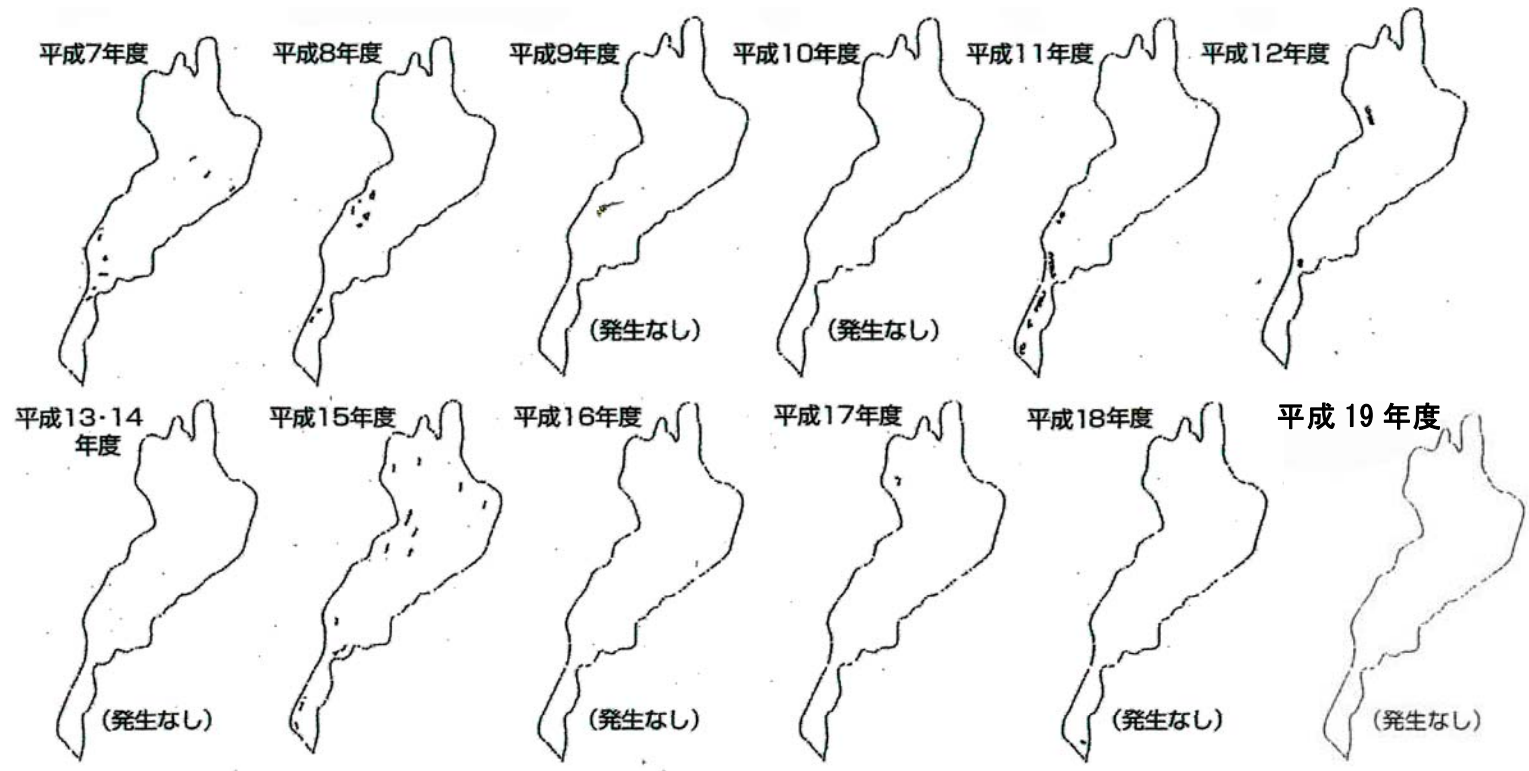 平成7年度
平成8年度
平成9年度
平成10年度
平成11年度
平成12年度
(発生なし)
(発生なし)
平成13・14
年度
平成15年度
平成16年度
平成17年度
平成18年度
平成 19 年度
(発生なし)
(発生なし)
(発生なし)
(発生なし)